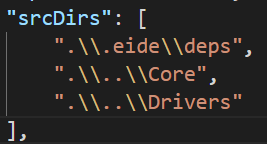 "srcDirs": [
".\\.eide\\deps",
".\\..\\Core",
".\\..\\Drivers"
],